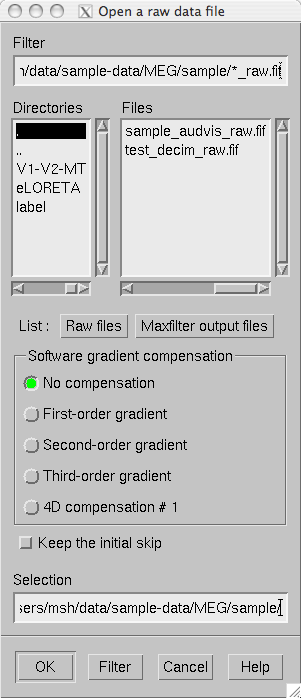 Open a raw data file
Filter
/data/sample-data/MEG/sample/*_raw.fif
Directories Files
.
..
V1-V2-MT
eLORETA
label
sample_audvis_raw.fif
test_decim_raw.fif
List : Raw files Maxfilter output files
Software gradient compensation
No compensation
First-order gradient
Second-order gradient
Third-order gradient
4D compensation # 1
Keep the initial skip
Selection
sers/msh/data/sample-data/MEG/sample/
OK Filter Cancel Help